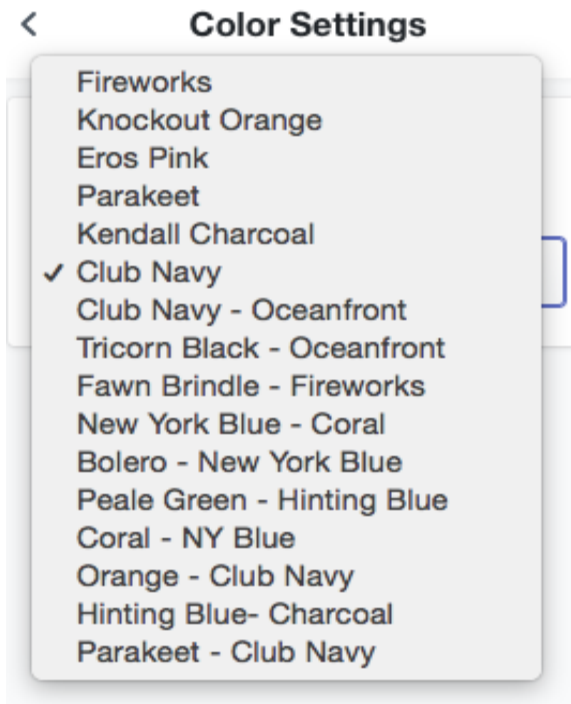 Color Settings
Fireworks
Knockout Orange
Eros Pink
Parakeet
Kendall Charcoal
Club Navy
Club Navy - Oceanfront
Tricorn Black - Oceanfront
Fawn Brindle - Fireworks
New York Blue - Coral
Bolero - New York Blue
Peale Green - Hinting Blue
Coral - NY Blue
Orange - Club Navy
Hinting Blue- Charcoal
Parakeet - Club Navy